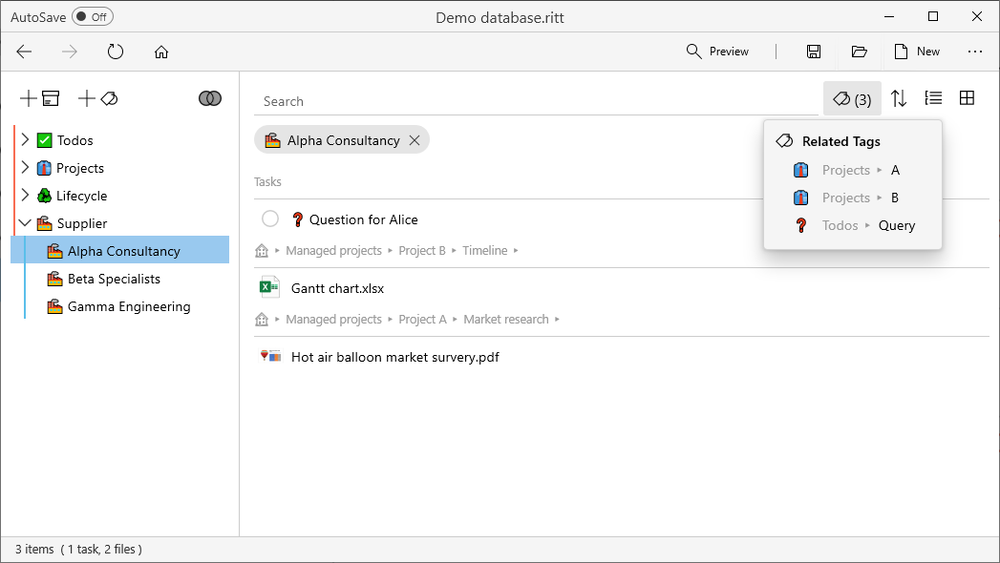 AutoSave Off Demo database.ritt
Preview New
Search (3)
Todos
Projects
Lifecycle
Supplier
Alpha Consultancy
Beta Specialists
Gamma Engineering
Alpha Consultancy
Tasks
Question for Alice
Managed projects ▸ Project B ▸ Timeline ▸
Gantt chart.xlsx
Managed projects ▸ Project A ▸ Market research ▸
Hot air balloon market survery.pdf
Related Tags
Projects ▸ A
Projects ▸ B
Todos ▸ Query
3 items ( 1 task, 2 files )